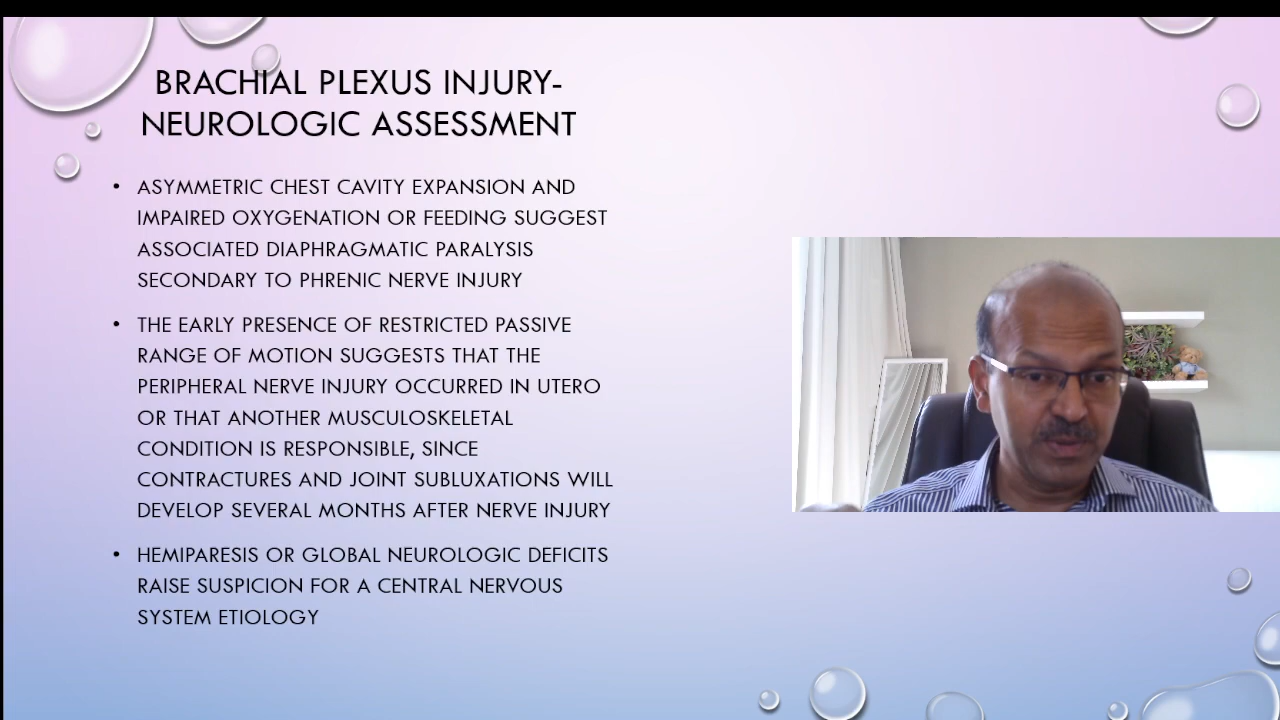 BRACHIAL PLEXUS INJURY-
NEUROLOGIC ASSESSMENT
• ASYMMETRIC CHEST CAVITY EXPANSION AND
IMPAIRED OXYGENATION OR FEEDING SUGGEST
ASSOCIATED DIAPHRAGMATIC PARALYSIS
SECONDARY TO PHRENIC NERVE INJURY
• THE EARLY PRESENCE OF RESTRICTED PASSIVE
RANGE OF MOTION SUGGESTS THAT THE
PERIPHERAL NERVE INJURY OCCURRED IN UTERO
OR THAT ANOTHER MUSCULOSKELETAL
CONDITION IS RESPONSIBLE, SINCE
CONTRACTURES AND JOINT SUBLUXATIONS WILL
DEVELOP SEVERAL MONTHS AFTER NERVE INJURY
• HEMIPARESIS OR GLOBAL NEUROLOGIC DEFICITS
RAISE SUSPICION FOR A CENTRAL NERVOUS
SYSTEM ETIOLOGY